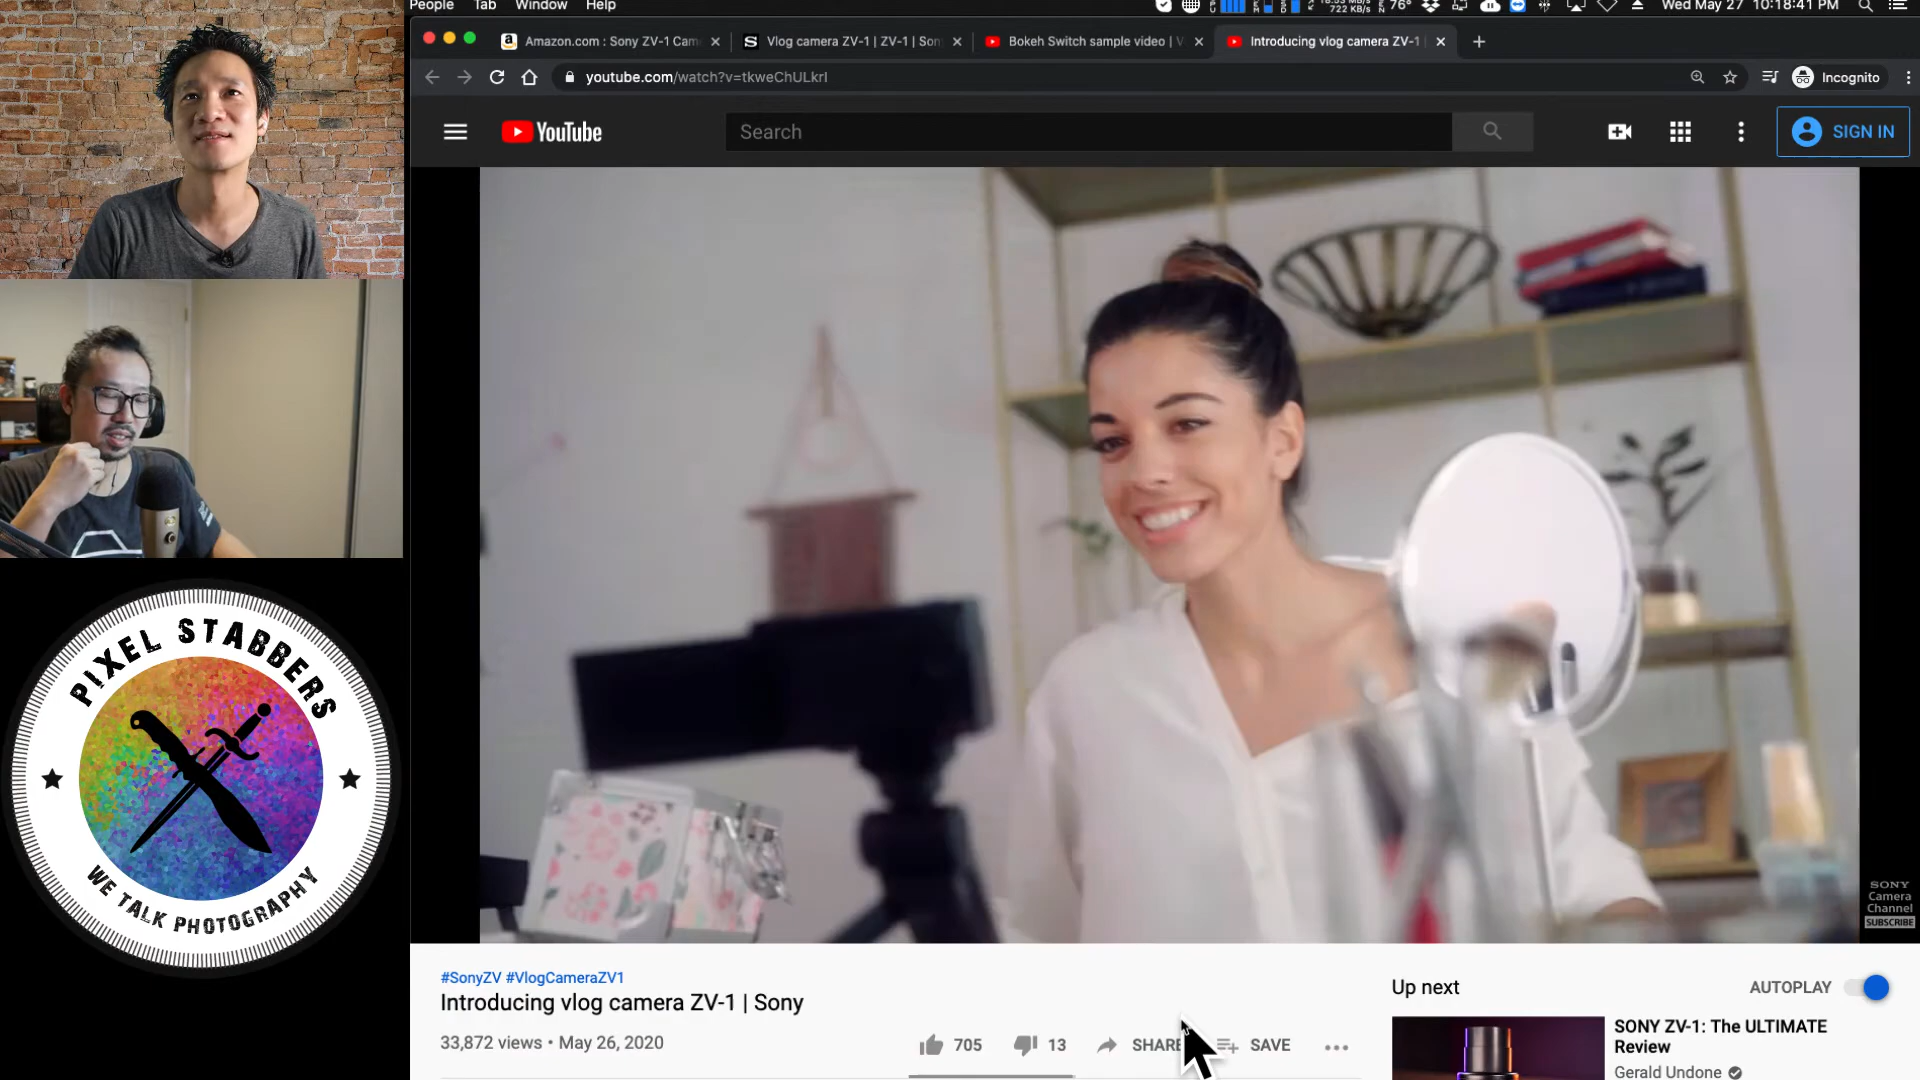 People Tab Window Help
722 KB/s
76°
Wed May 27 10:18:41 PM
Amazon.com : Sony ZV-1 Cam
Vlog camera ZV-1 | ZV-1 | Son
Bokeh Switch sample video | V
Introducing vlog camera ZV-1 |
youtube.com/watch?v=tkweChULkrI
Incognito
YouTube
Search
SIGN IN
PIXEL STABBERS
WE TALK PHOTOGRAPHY
SONY
Camera
Channel
SUBSCRIBE
#SonyZV #VlogCameraZV1
Introducing vlog camera ZV-1 | Sony
33,872 views • May 26, 2020
705
13
SHARE
SAVE
Up next
AUTOPLAY
SONY ZV-1: The ULTIMATE
Review
Gerald Undone